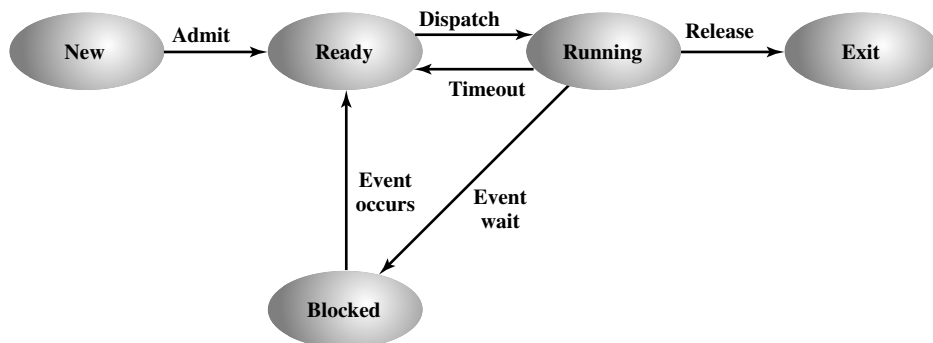 Dispatch
Admit
Release
New
Ready
Running
Exit
Timeout
Event
occurs
Event
wait
Blocked